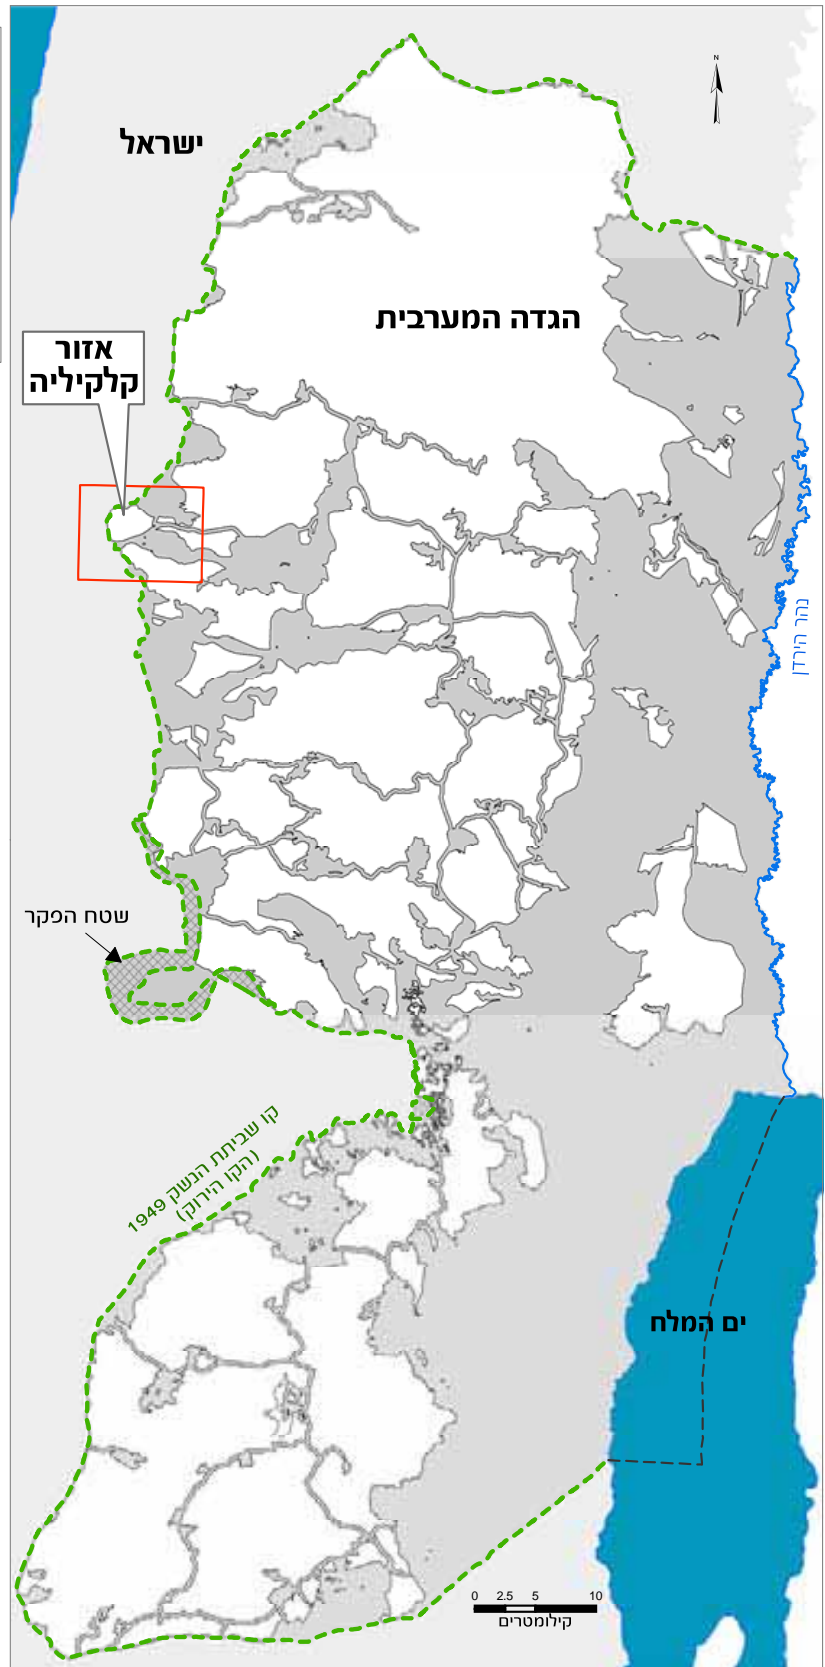 N
ישראל
הגדה המערבית
אזור
קלקיליה
נהר הירדן
שטח הפקר
קו שביתת הנשק 1949
(הקו הירוק)
ים המלח
0 2.5 5 10
קילומטרים